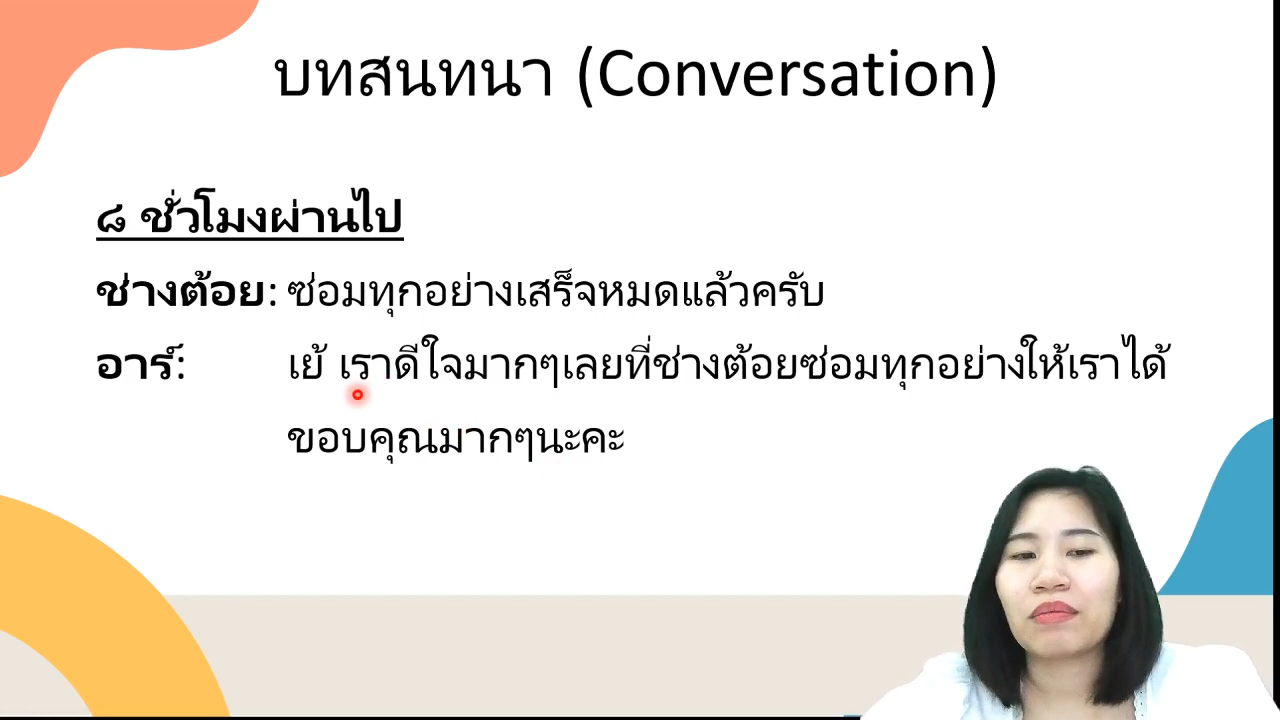 บทสนทนา (Conversation)
๘ ชั่วโมงผ่านไป
ช่างต้อย: ซ่อมทุกอย่างเสร็จหมดแล้วครับ
อาร์: เย้ เราดีใจมากๆเลยที่ช่างต้อยซ่อมทุกอย่างให้เราได้
ขอบคุณมากๆนะคะ